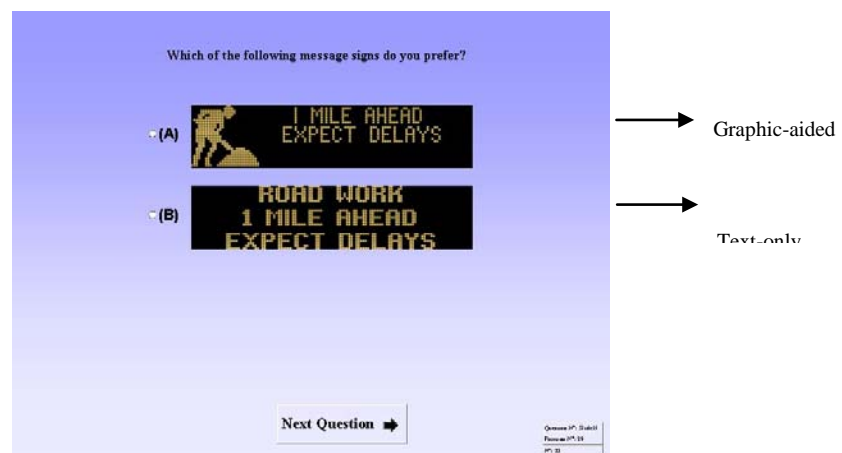 Which of the following message signs do you prefer?
(A)
1 MILE AHEAD
EXPECT DELAYS
Graphic-aided
(B)
ROAD WORK
1 MILE AHEAD
EXPECT DELAYS
Text-only
Next Question